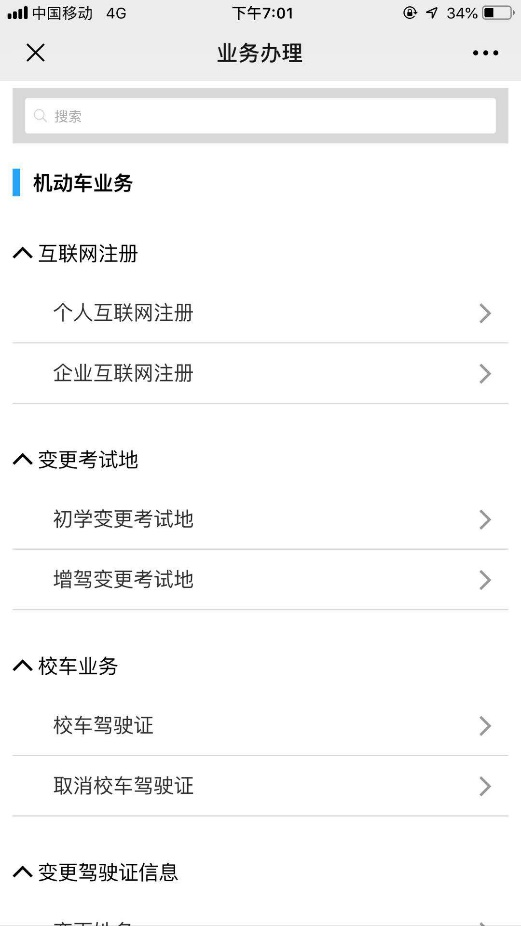 中国移动 4G 下午7:01 34%
业务办理
搜索
机动车业务
互联网注册
个人互联网注册
企业互联网注册
变更考试地
初学变更考试地
增驾变更考试地
校车业务
校车驾驶证
取消校车驾驶证
变更驾驶证信息